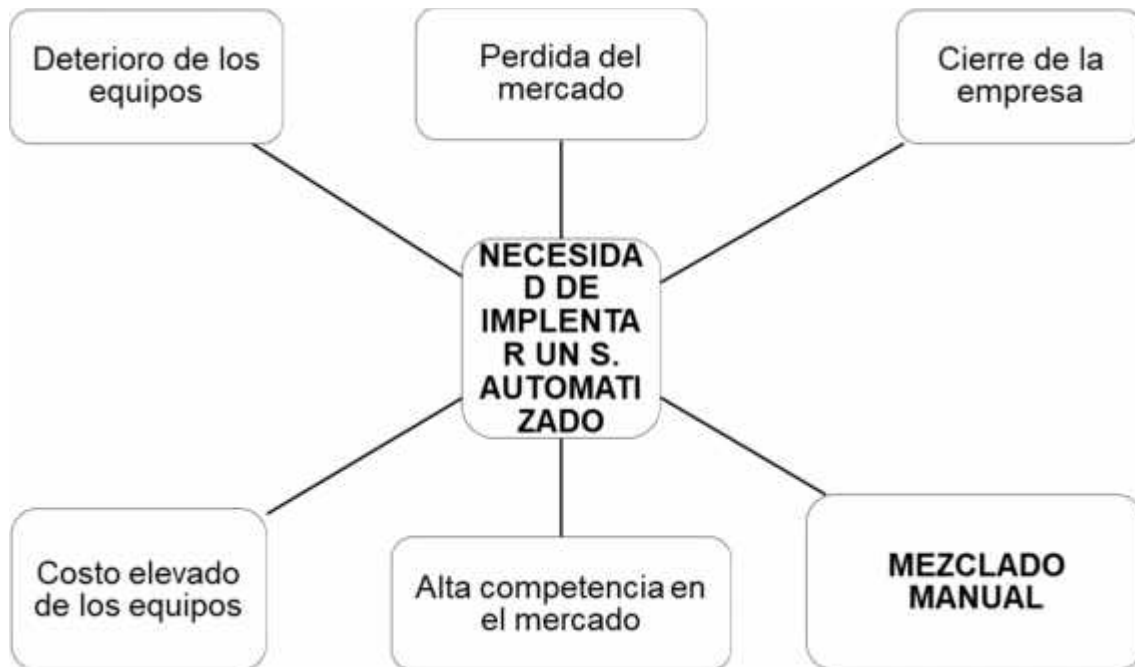 Deterioro de los
equipos
Perdida del
mercado
Cierre de la
empresa
NECESIDA
D DE
IMPLENTA
R UN S.
AUTOMATI
ZADO
Costo elevado
de los equipos
Alta competencia en
el mercado
MEZCLADO
MANUAL